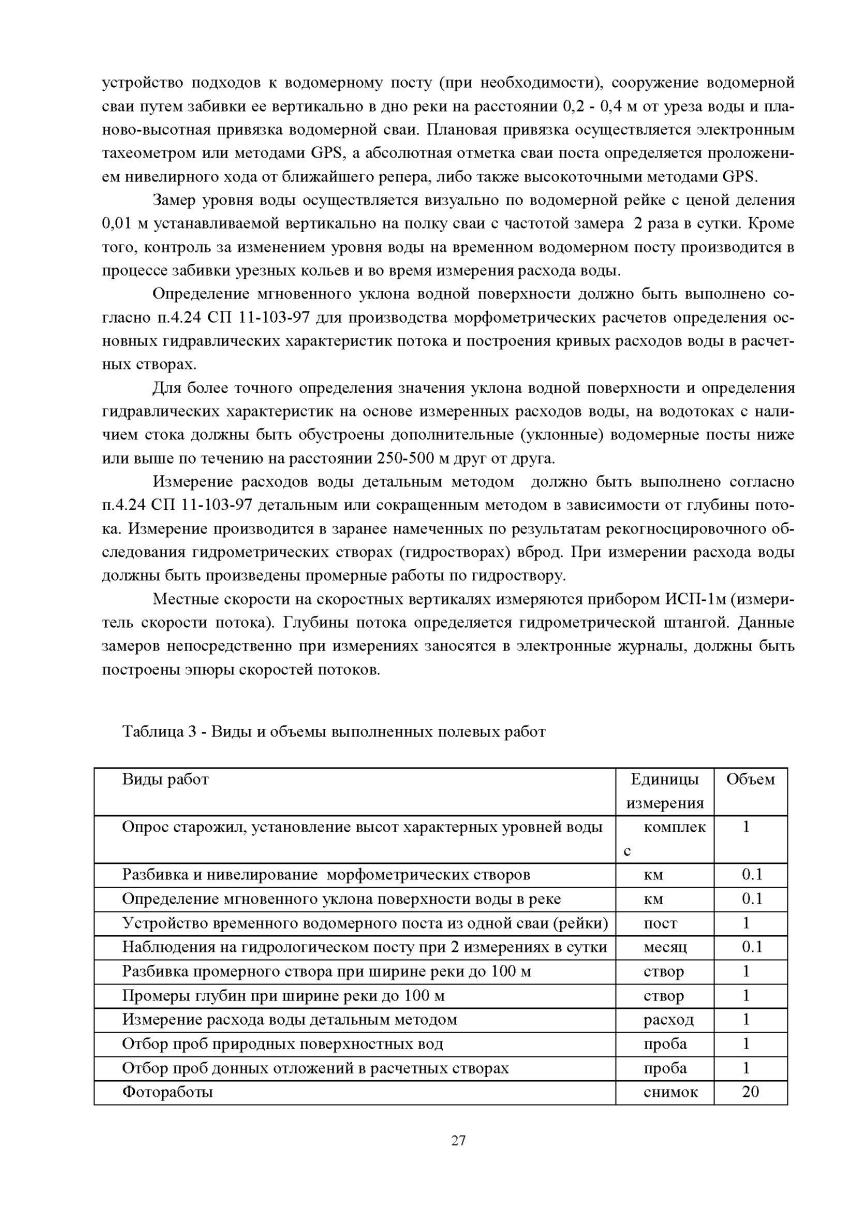 устройство подходов к водомерному посту (при необходимости), сооружение водомерной
сваи путем забивки ее вертикально в дно реки на расстоянии 0,2 - 0,4 м от уреза воды и пла-
ново-высотная привязка водомерной сваи. Плановая привязка осуществляется электронным
тахеометром или методами GPS, а абсолютная отметка сваи поста определяется проложени-
ем нивелирного хода от ближайшего репера, либо также высокоточными методами GPS.
Замер уровня воды осуществляется визуально по водомерной рейке с ценой деления
0,01 м устанавливаемой вертикально на полку сваи с частотой замера 2 раза в сутки. Кроме
того, контроль за изменением уровня воды на временном водомерном посту производится в
процессе забивки урезных кольев и во время измерения расхода воды.
Определение мгновенного уклона водной поверхности должно быть выполнено со-
гласно п.4.24 СП 11-103-97 для производства морфометрических расчетов определения ос-
новных гидравлических характеристик потока и построения кривых расходов воды в расчет-
ных створах.
Для более точного определения значения уклона водной поверхности и определения
гидравлических характеристик на основе измеренных расходов воды, на водотоках с нали-
чием стока должны быть обустроены дополнительные (уклонные) водомерные посты ниже
или выше по течению на расстоянии 250-500 м друг от друга.
Измерение расходов воды детальным методом должно быть выполнено согласно
п.4.24 СП 11-103-97 детальным или сокращенным методом в зависимости от глубины пото-
ка. Измерение производится в заранее намеченных по результатам рекогносцировочного об-
следования гидрометрических створах (гидростворах) вброд. При измерении расхода воды
должны быть произведены промерные работы по гидроствору.
Местные скорости на скоростных вертикалях измеряются прибором ИСП-1м (измери-
тель скорости потока). Глубины потока определяется гидрометрической штангой. Данные
замеров непосредственно при измерениях заносятся в электронные журналы, должны быть
построены эпюры скоростей потоков.
Таблица 3 - Виды и объемы выполненных полевых работ
Виды работ Единицы Объем
измерения
Опрос старожил, установление высот характерных уровней воды комплек 1
с
Разбивка и нивелирование морфометрических створов км 0.1
Определение мгновенного уклона поверхности воды в реке км 0.1
Устройство временного водомерного поста из одной сваи (рейки) пост 1
Наблюдения на гидрологическом посту при 2 измерениях в сутки месяц 0.1
Разбивка промерного створа при ширине реки до 100 м створ 1
Промеры глубин при ширине реки до 100 м створ 1
Измерение расхода воды детальным методом расход 1
Отбор проб природных поверхностных вод проба 1
Отбор проб донных отложений в расчетных створах проба 1
Фотоработы снимок 20
27